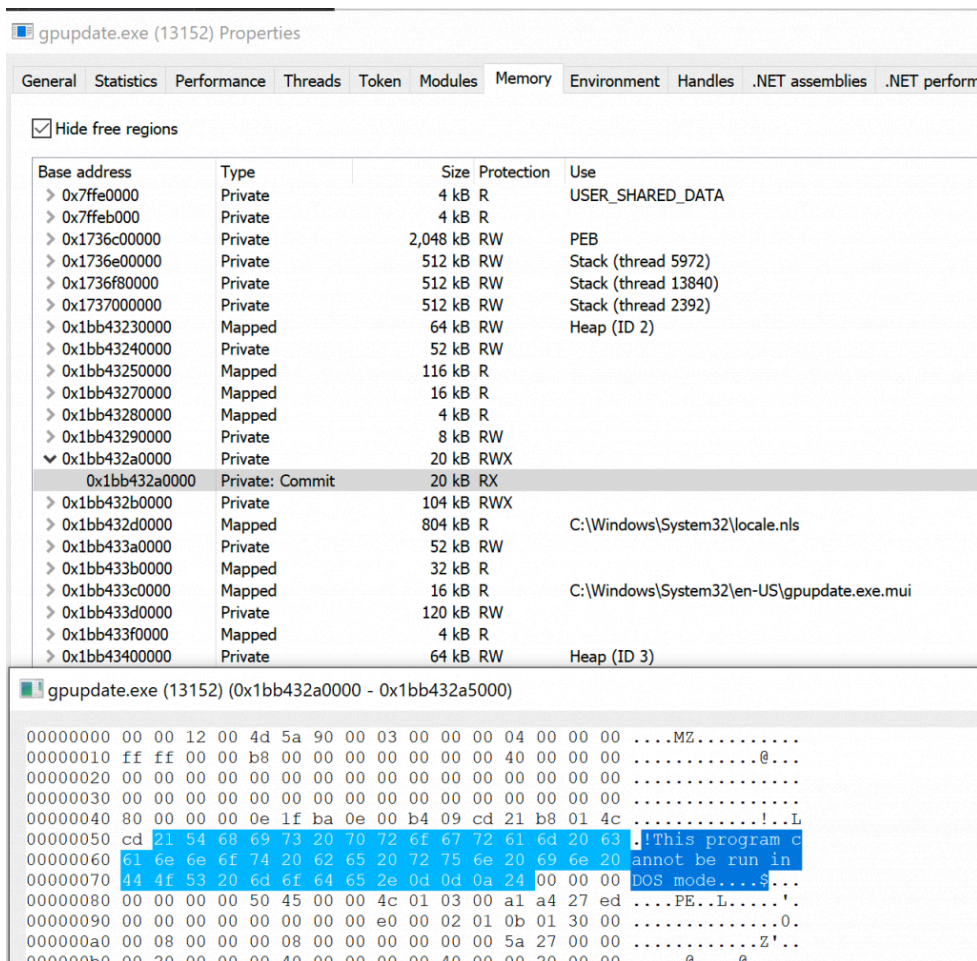 gpupdate.exe (13152) Properties
General Statistics Performance Threads Token Modules Memory Environment Handles .NET assemblies .NET perform
Hide free regions
Base address Type Size Protection Use
0x7ffe0000 Private 4 kB R USER_SHARED_DATA
0x7ffeb000 Private 4 kB R
0x1736c00000 Private 2,048 kB RW PEB
0x1736e00000 Private 512 kB RW Stack (thread 5972)
0x1736f80000 Private 512 kB RW Stack (thread 13840)
0x1737000000 Private 512 kB RW Stack (thread 2392)
0x1bb43230000 Mapped 64 kB RW Heap (ID 2)
0x1bb43240000 Private 52 kB RW
0x1bb43250000 Mapped 116 kB R
0x1bb43270000 Mapped 16 kB R
0x1bb43280000 Mapped 4 kB R
0x1bb43290000 Private 8 kB RW
0x1bb432a0000 Private 20 kB RWX
0x1bb432a0000 Private: Commit 20 kB RX
0x1bb432b0000 Private 104 kB RWX
0x1bb432d0000 Mapped 804 kB R C:\Windows\System32\locale.nls
0x1bb433a0000 Private 52 kB RW
0x1bb433b0000 Mapped 32 kB R
0x1bb433c0000 Mapped 16 kB R C:\Windows\System32\en-US\gpupdate.exe.mui
0x1bb433d0000 Private 120 kB RW
0x1bb433f0000 Mapped 4 kB R
0x1bb43400000 Private 64 kB RW Heap (ID 3)
gpupdate.exe (13152) (0x1bb432a0000 - 0x1bb432a5000)
00000000 00 00 12 00 4d 5a 90 00 03 00 00 00 04 00 00 00 ....MZ..........
00000010 ff ff 00 00 b8 00 00 00 00 00 00 00 40 00 00 00 ............@...
00000020 00 00 00 00 00 00 00 00 00 00 00 00 00 00 00 00 ................
00000030 00 00 00 00 00 00 00 00 00 00 00 00 00 00 00 00 ................
00000040 80 00 00 00 0e 1f ba 0e 00 b4 09 cd 21 b8 01 4c ............!..L
00000050 cd 21 54 68 69 73 20 70 72 6f 67 72 61 6d 20 63 .!This program c
00000060 61 6e 6e 6f 74 20 62 65 20 72 75 6e 20 69 6e 20 annot be run in
00000070 44 4f 53 20 6d 6f 64 65 2e 0d 0d 0a 24 00 00 00 DOS mode....$...
00000080 00 00 00 00 50 45 00 00 4c 01 03 00 a1 a4 27 ed ....PE..L.....'.
00000090 00 00 00 00 00 00 00 00 e0 00 02 01 0b 01 30 00 ..............0.
000000a0 00 08 00 00 00 08 00 00 00 00 00 00 5a 27 00 00 ............Z'..